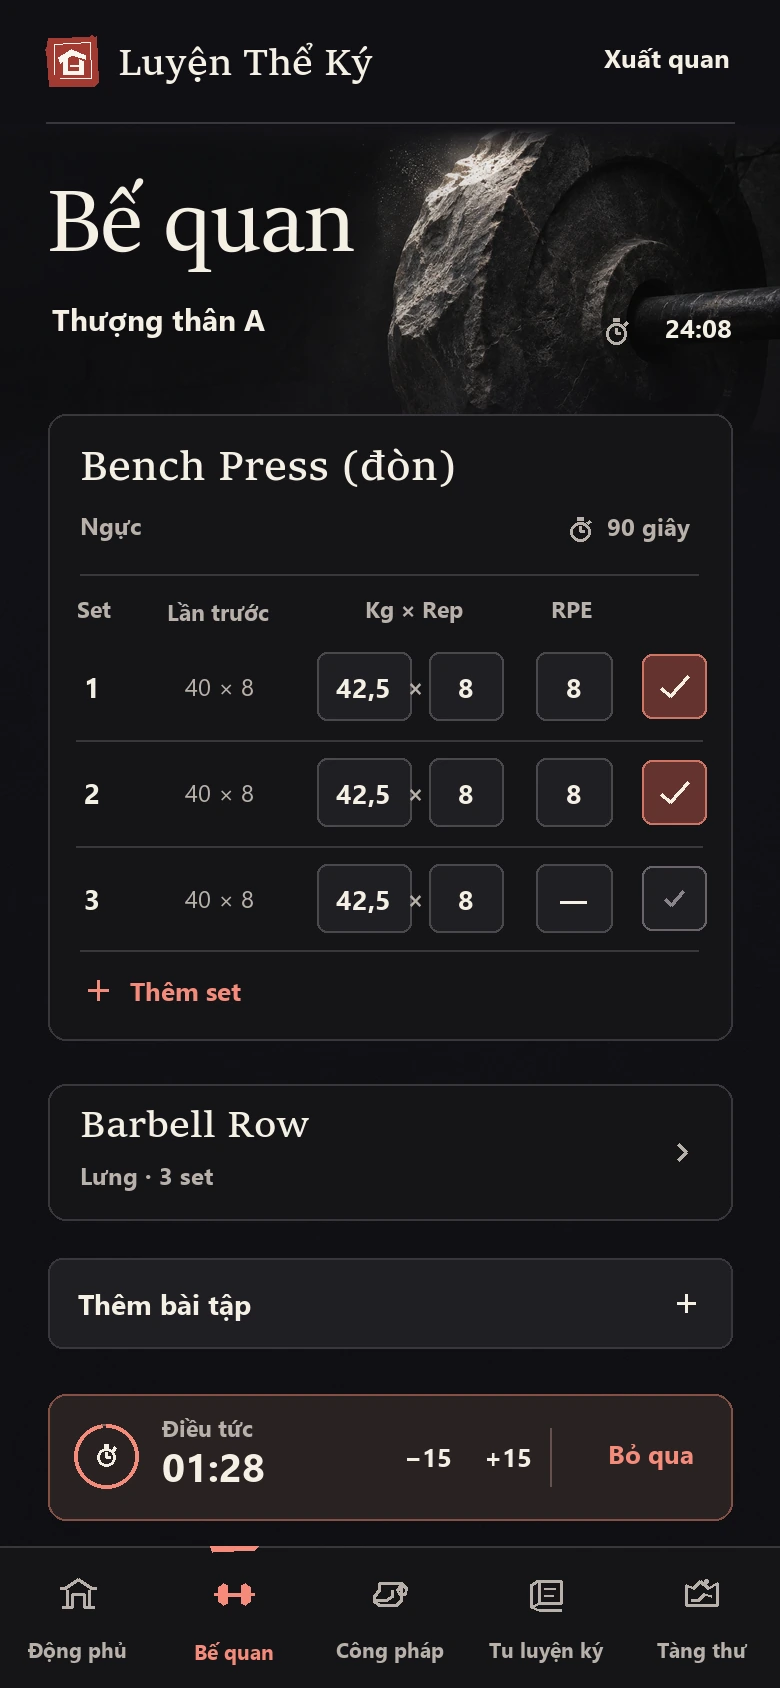 Luyện Thể Ký
Xuất quan
Bế quan
Thượng thân A
24:08
Bench Press (đòn)
Ngực
90 giây
Set Lần trước Kg × Rep RPE
1 40 × 8 42,5 × 8 8
2 40 × 8 42,5 × 8 8
3 40 × 8 42,5 × 8 —
+ Thêm set
Barbell Row
Lưng · 3 set
Thêm bài tập +
Điều tức
01:28
−15 +15 Bỏ qua
Động phủ Bế quan Công pháp Tu luyện ký Tàng thư